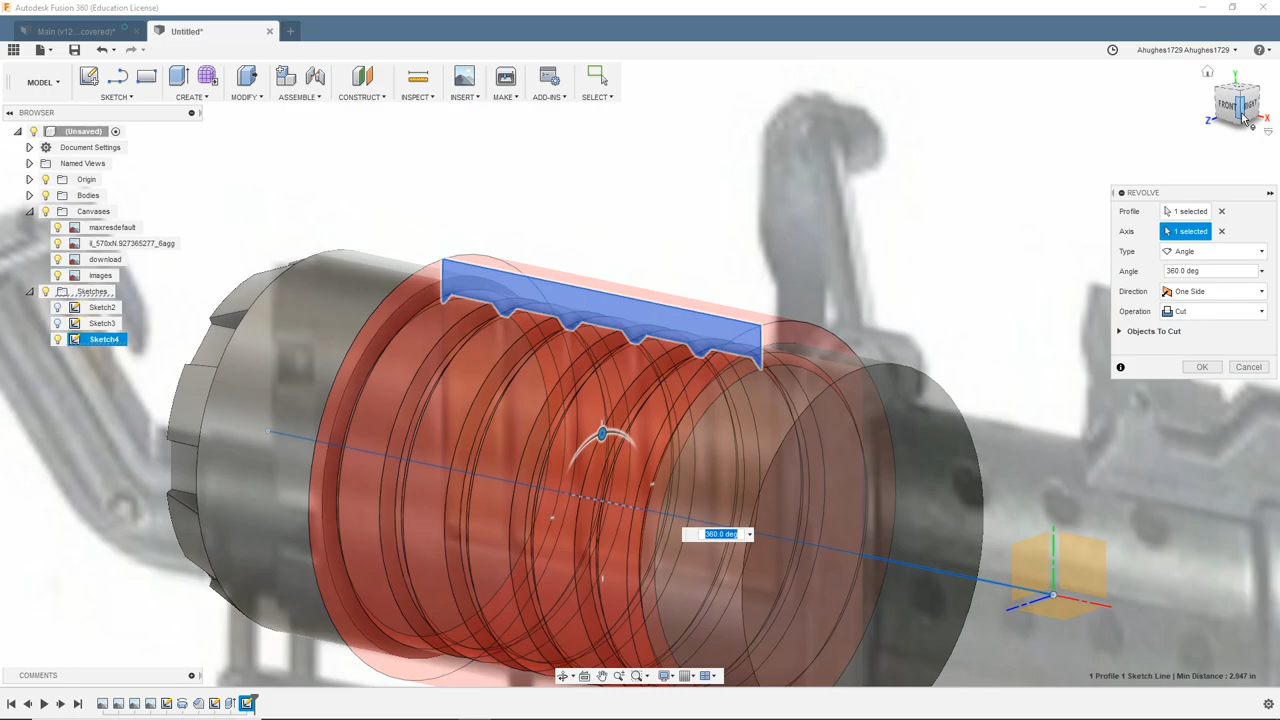 Autodesk Fusion 360 (Education License)
Main (v12...covered)*
Untitled*
Ahughes1729 Ahughes1729
MODEL
SKETCH
CREATE
MODIFY
ASSEMBLE
CONSTRUCT
INSPECT
INSERT
MAKE
ADD-INS
SELECT
BROWSER
(Unsaved)
Document Settings
Named Views
Origin
Bodies
Canvases
maxresdefault
il_570xN.927365277_6agg
download
images
Sketches
Sketch2
Sketch3
Sketch4
FRONT
RIGHT
Y
Z
X
REVOLVE
Profile 1 selected
Axis 1 selected
Type Angle
Angle 360.0 deg
Direction One Side
Operation Cut
Objects To Cut
OK Cancel
360.0 deg
COMMENTS
1 Profile 1 Sketch Line | Min Distance : 2.947 in